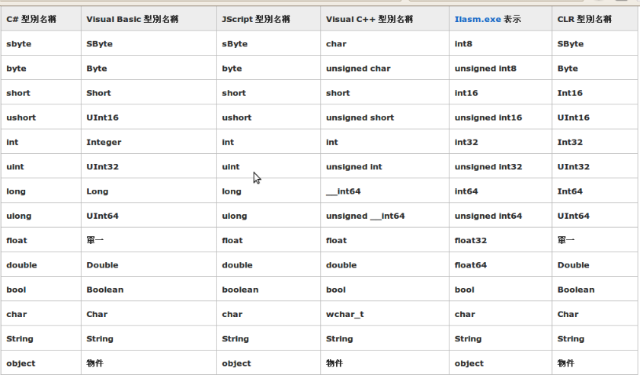 C# 型別名稱 Visual Basic 型別名稱 JScript 型別名稱 Visual C++ 型別名稱 Ilasm.exe 表示 CLR 型別名稱
sbyte SByte sByte char int8 SByte
byte Byte byte unsigned char unsigned int8 Byte
short Short short short int16 Int16
ushort UInt16 ushort unsigned short unsigned int16 UInt16
int Integer int int int32 Int32
uint UInt32 uint unsigned int unsigned int32 UInt32
long Long long __int64 int64 Int64
ulong UInt64 ulong unsigned __int64 unsigned int64 UInt64
float 單一 float float float32 單一
double Double double double float64 Double
bool Boolean boolean bool bool Boolean
char Char char wchar_t char Char
String String String String String String
object 物件 object 物件 object 物件